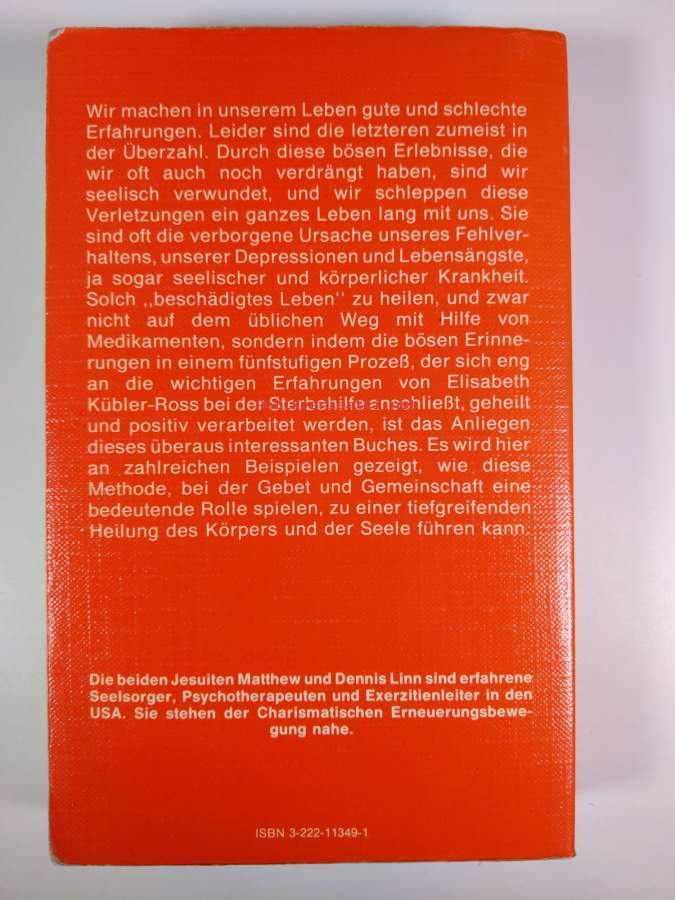 Wir machen in unserem Leben gute und schlechte
Erfahrungen. Leider sind die letzteren zumeist in
der Überzahl. Durch diese bösen Erlebnisse, die
wir oft auch noch verdrängt haben, sind wir
seelisch verwundet, und wir schleppen diese
Verletzungen ein ganzes Leben lang mit uns. Sie
sind oft die verborgene Ursache unseres Fehlver-
haltens, unserer Depressionen und Lebensängste,
ja sogar seelischer und körperlicher Krankheit.
Solch ,,beschädigtes Leben" zu heilen, und zwar
nicht auf dem üblichen Weg mit Hilfe von
Medikamenten, sondern indem die bösen Erinne-
rungen in einem fünfstufigen Prozeß, der sich eng
an die wichtigen Erfahrungen von Elisabeth
Kübler-Ross bei der Sterbehilfe anschließt, geheilt
und positiv verarbeitet werden, ist das Anliegen
dieses überaus interessanten Buches. Es wird hier
an zahlreichen Beispielen gezeigt, wie diese
Methode, bei der Gebet und Gemeinschaft eine
bedeutende Rolle spielen, zu einer tiefgreifenden
Heilung des Körpers und der Seele führen kann.
Die beiden Jesuiten Matthew und Dennis Linn sind erfahrene
Seelsorger, Psychotherapeuten und Exerzitienleiter in den
USA. Sie stehen der Charismatischen Erneuerungsbewe-
gung nahe.
ISBN 3-222-11349-1